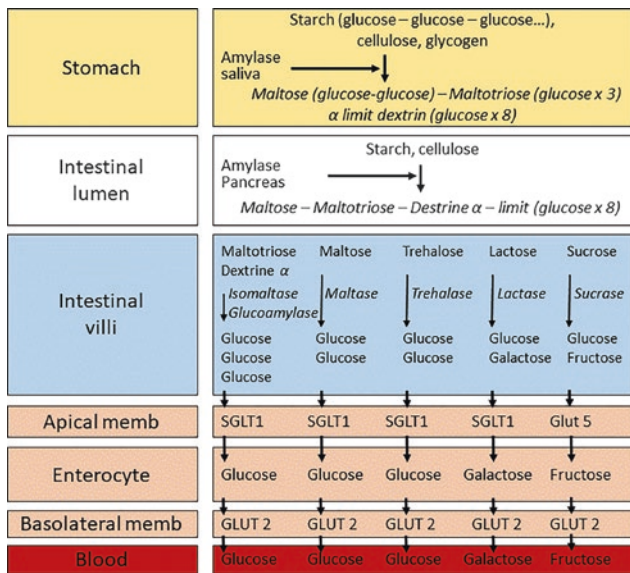 Stomach
Starch (glucose – glucose – glucose...),
cellulose, glycogen
Amylase
saliva
Maltose (glucose-glucose) – Maltotriose (glucose x 3)
α limit dextrin (glucose x 8)
Intestinal
lumen
Starch, cellulose
Amylase
Pancreas
Maltose – Maltotriose – Destrine α – limit (glucose x 8)
Intestinal
villi
Maltotriose Maltose Trehalose Lactose Sucrose
Dextrine α
Isomaltase Maltase Trehalase Lactase Sucrase
Glucoamylase
Glucose Glucose Glucose Glucose Glucose
Glucose Glucose Glucose Galactose Fructose
Glucose
Apical memb SGLT1 SGLT1 SGLT1 SGLT1 Glut 5
Enterocyte Glucose Glucose Glucose Galactose Fructose
Basolateral memb GLUT 2 GLUT 2 GLUT 2 GLUT 2 GLUT 2
Blood Glucose Glucose Glucose Galactose Fructose